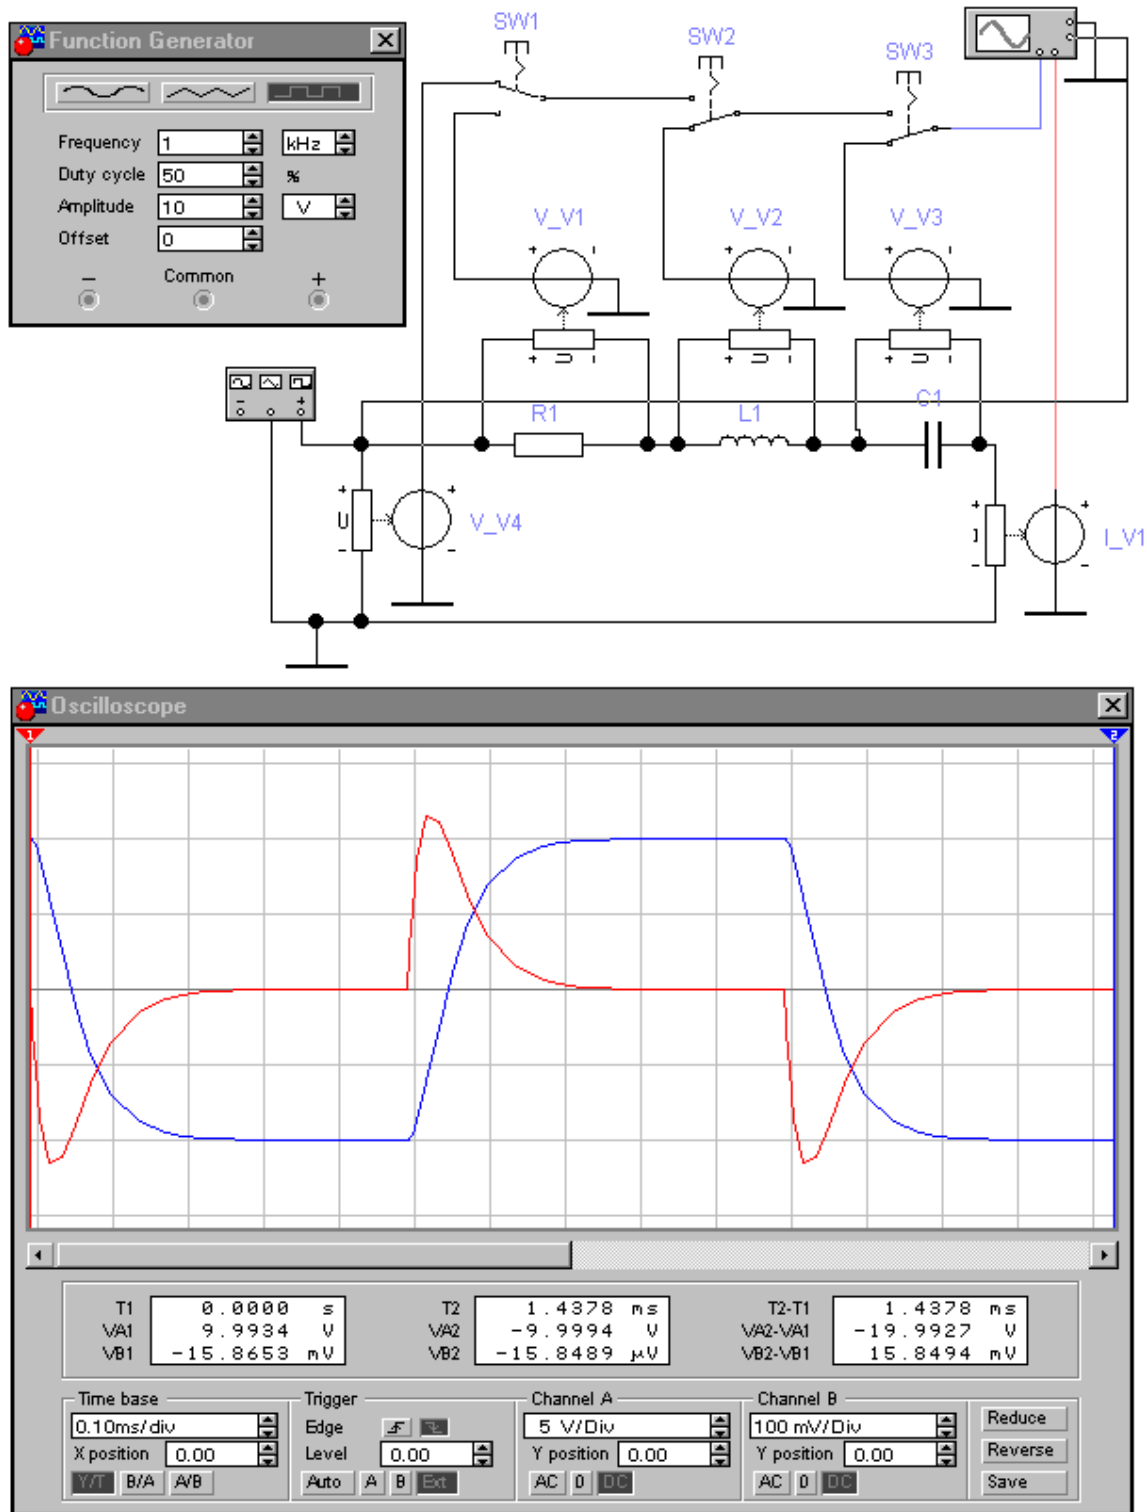 Function Generator
Frequency 1 kHz
Duty cycle 50 %
Amplitude 10 V
Offset 0
− Common +
SW1
SW2
SW3
V_V1
V_V2
V_V3
+ U -
+ U -
+ U -
R1
L1
C1
U
V_V4
I
I_V1
Oscilloscope
1 2
T1 0.0000 s
VA1 9.9934 V
VB1 -15.8653 mV
T2 1.4378 ms
VA2 -9.9994 V
VB2 -15.8489 µV
T2-T1 1.4378 ms
VA2-VA1 -19.9927 V
VB2-VB1 15.8494 mV
Time base
0.10ms/div
X position 0.00
Y/T B/A A/B
Trigger
Edge
Level 0.00
Auto A B Ext
Channel A
5 V/Div
Y position 0.00
AC 0 DC
Channel B
100 mV/Div
Y position 0.00
AC 0 DC
Reduce
Reverse
Save